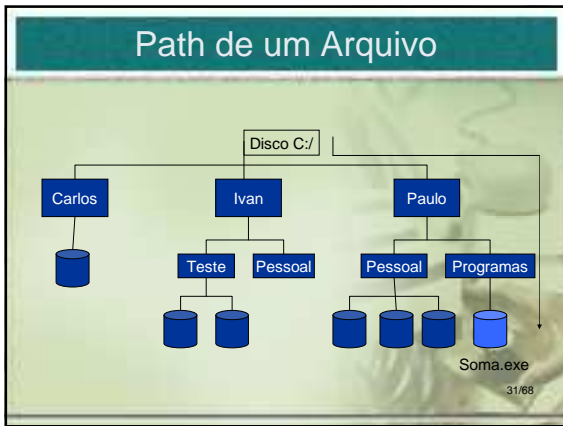 Path de um Arquivo
Disco C:/
Carlos
Ivan
Paulo
Teste
Pessoal
Pessoal
Programas
Soma.exe
31/68